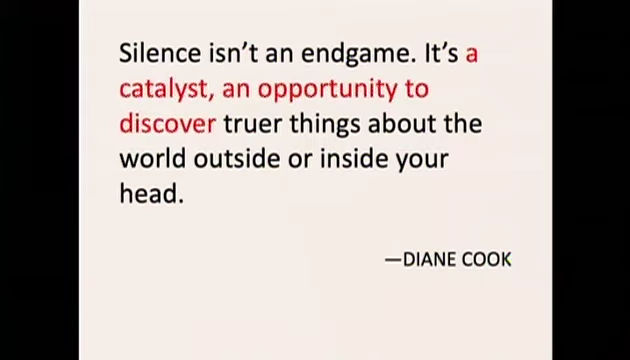 Silence isn’t an endgame. It’s a
catalyst, an opportunity to
discover truer things about the
world outside or inside your
head.
—DIANE COOK